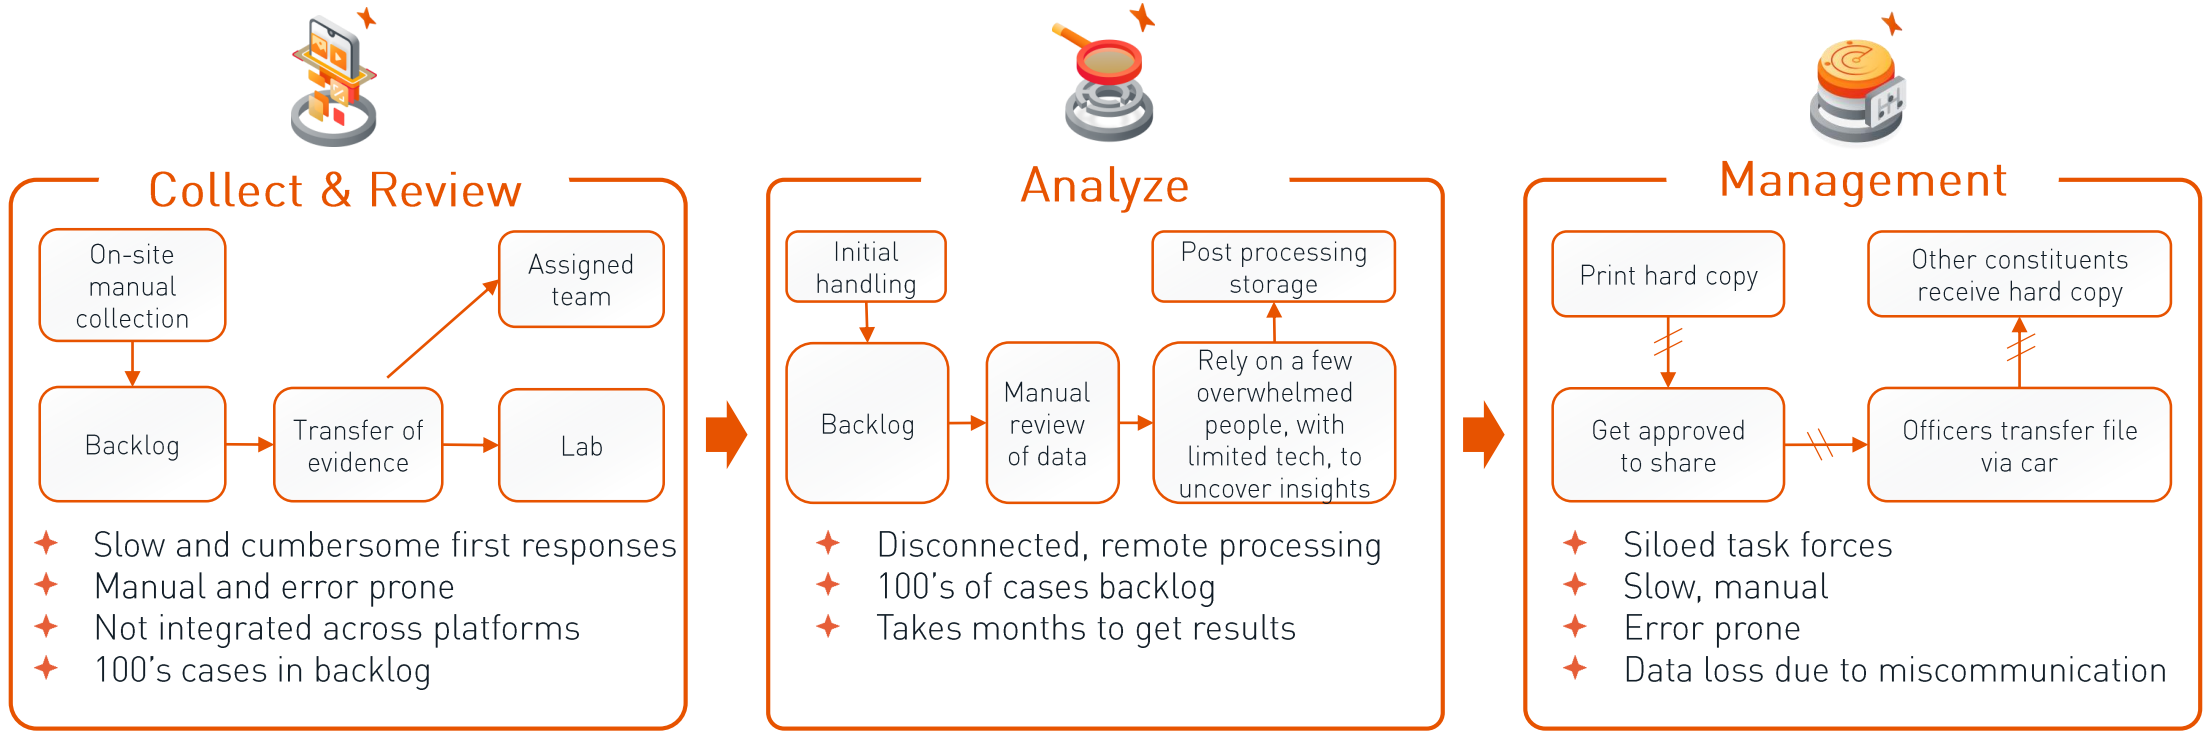 Collect & Review
On-site
manual
collection
Assigned
team
Backlog
Transfer of
evidence
Lab
Slow and cumbersome first responses
Manual and error prone
Not integrated across platforms
100's cases in backlog
Analyze
Initial
handling
Post processing
storage
Backlog
Manual
review
of data
Rely on a few
overwhelmed
people, with
limited tech, to
uncover insights
Disconnected, remote processing
100's of cases backlog
Takes months to get results
Management
Print hard copy
Other constituents
receive hard copy
Get approved
to share
Officers transfer file
via car
Siloed task forces
Slow, manual
Error prone
Data loss due to miscommunication